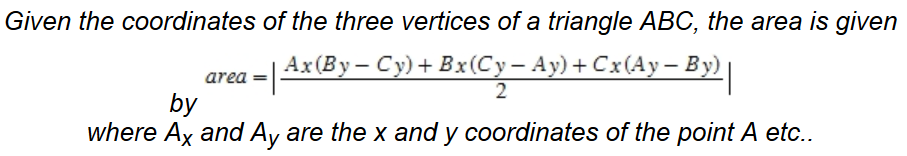 Given the coordinates of the three vertices of a triangle ABC, the area is given
by area = | Ax(By – Cy) + Bx(Cy – Ay) + Cx(Ay – By) / 2 |
where Ax and Ay are the x and y coordinates of the point A etc..